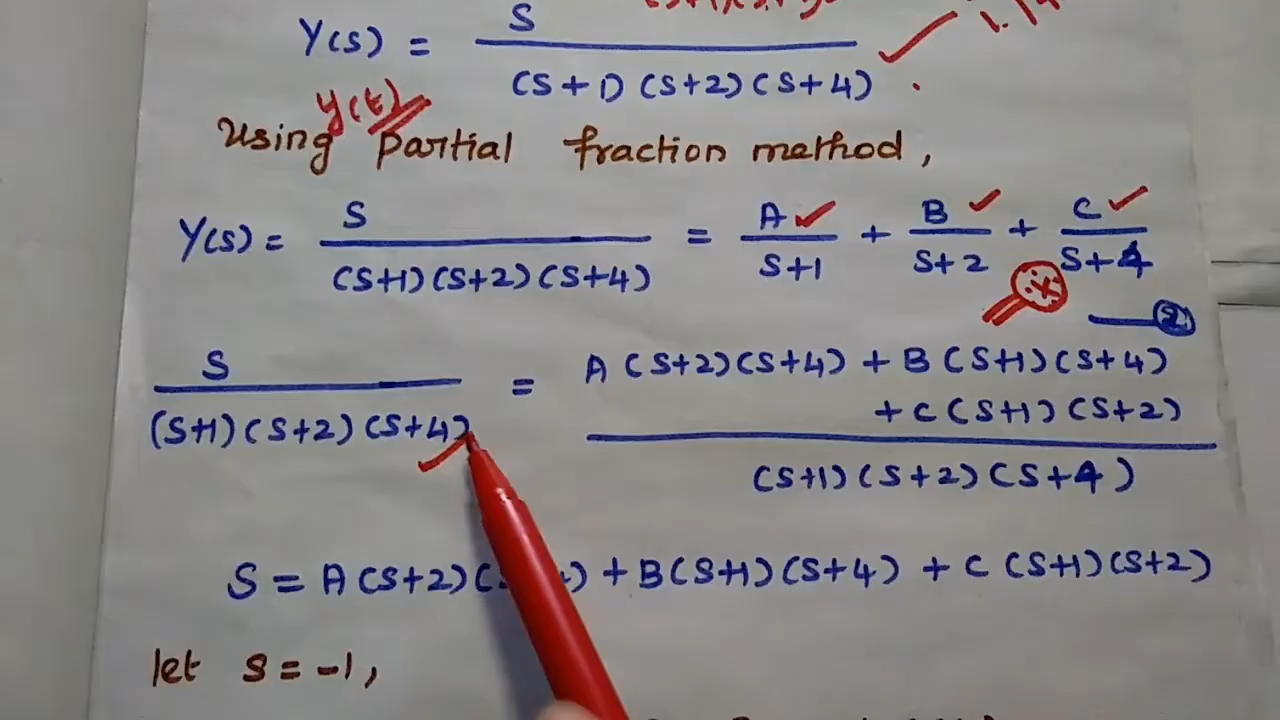 S
Y(S) = ―――
(S+1)(S+2)(S+4)
y(t)
Using Partial fraction method,
Y(S) = S / (S+1)(S+2)(S+4) = A / S+1 + B / S+2 + C / S+4
②
S / (S+1)(S+2)(S+4) = A(S+2)(S+4) + B(S+1)(S+4)
+ C(S+1)(S+2)
(S+1)(S+2)(S+4)
S = A(S+2)( ) + B(S+1)(S+4) + C(S+1)(S+2)
let S = -1,